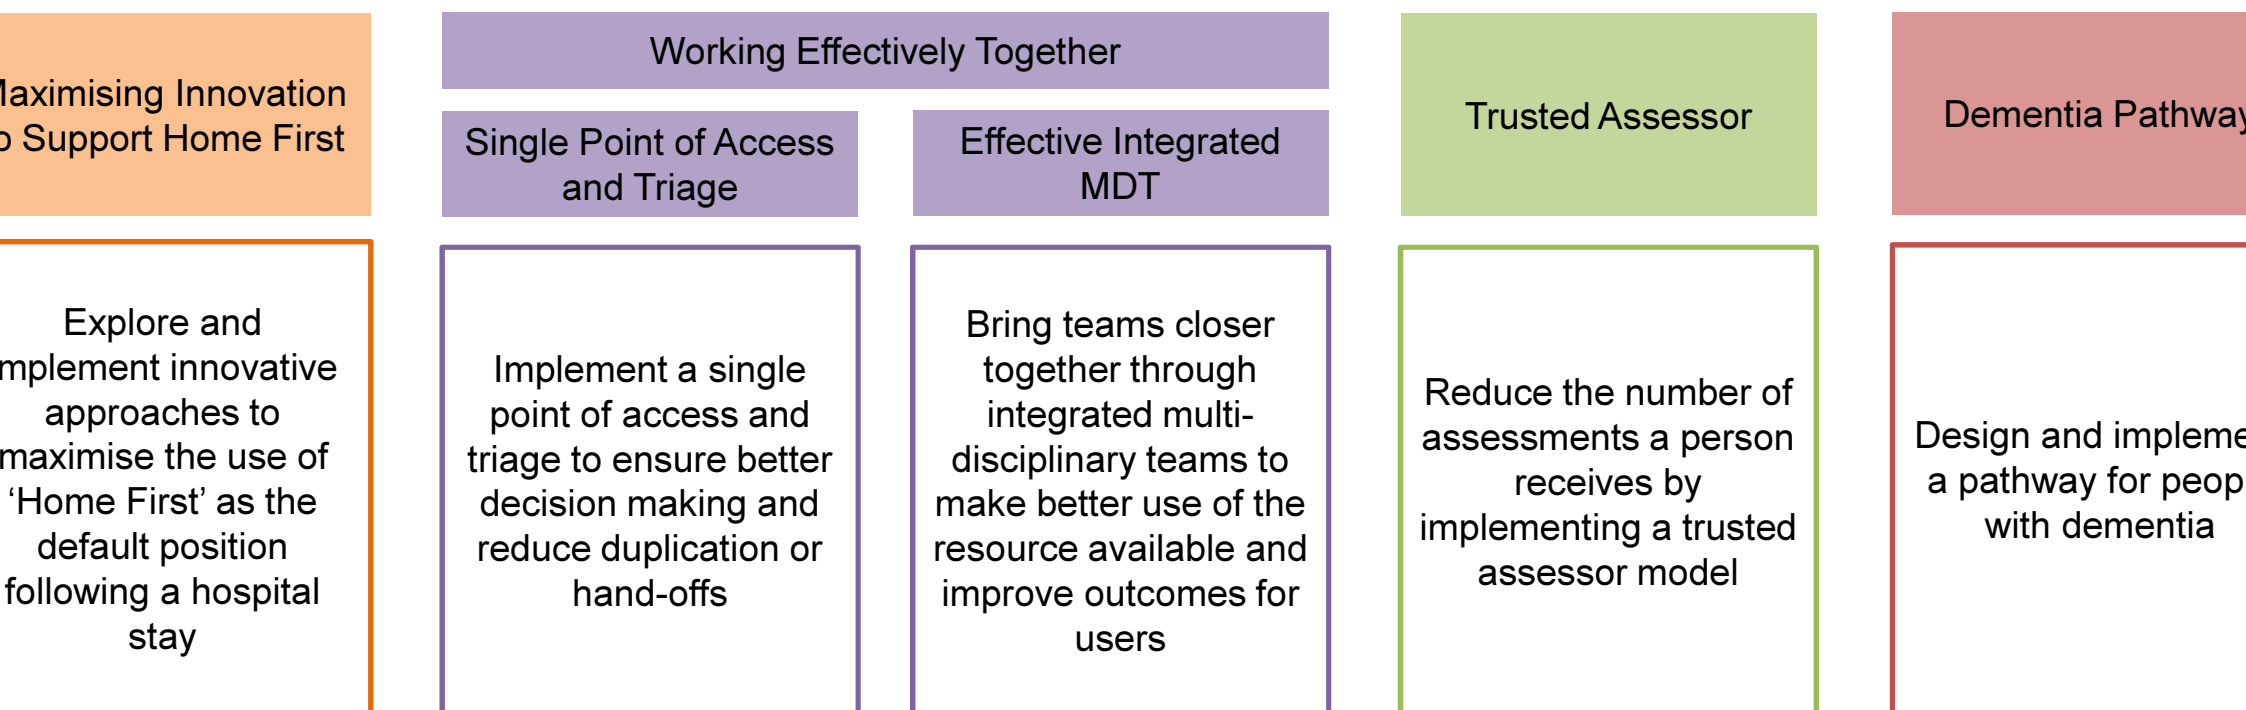 Maximising Innovation
to Support Home First
Working Effectively Together
Single Point of Access
and Triage
Effective Integrated
MDT
Trusted Assessor
Dementia Pathway
Explore and
implement innovative
approaches to
maximise the use of
‘Home First’ as the
default position
following a hospital
stay
Implement a single
point of access and
triage to ensure better
decision making and
reduce duplication or
hand-offs
Bring teams closer
together through
integrated multi-
disciplinary teams to
make better use of the
resource available and
improve outcomes for
users
Reduce the number of
assessments a person
receives by
implementing a trusted
assessor model
Design and
a pathway for
with dementia